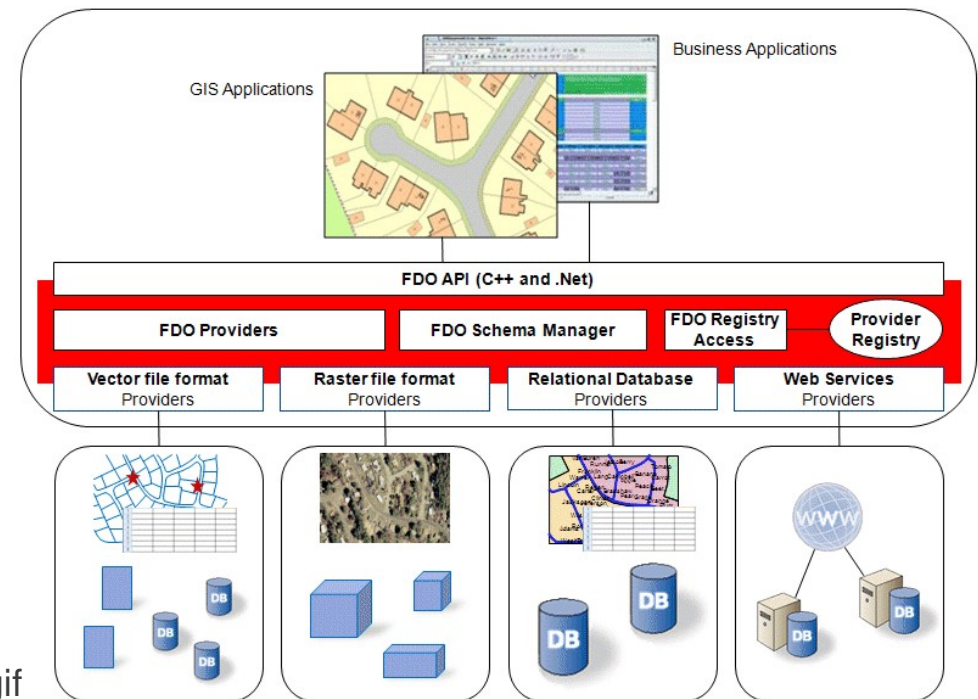 Business Applications
GIS Applications
FDO API (C++ and .Net)
FDO Providers
FDO Schema Manager
FDO Registry
Access
Provider
Registry
Vector file format
Providers
Raster file format
Providers
Relational Database
Providers
Web Services
Providers
WWW
DB
DB
DB
DB
DB
DB
DB
gif